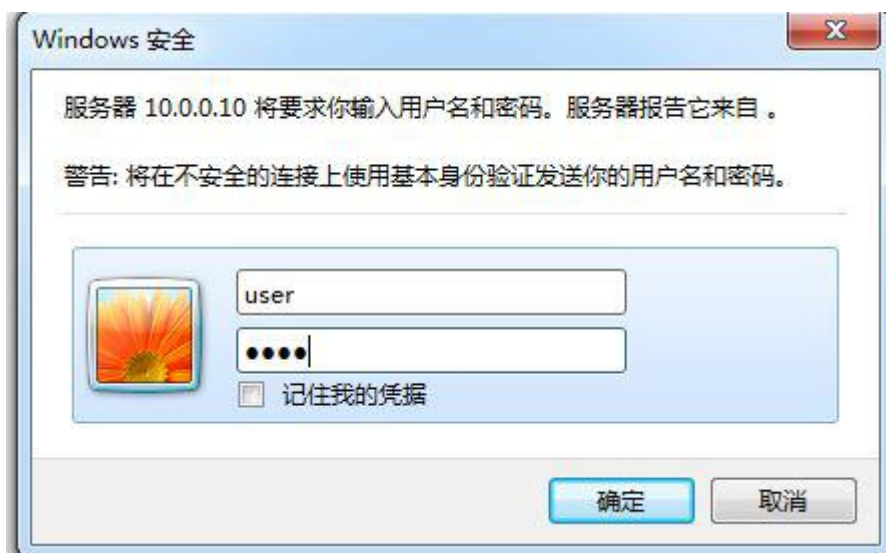 Windows 安全
服务器 10.0.0.10 将要求你输入用户名和密码。服务器报告它来自 。
警告: 将在不安全的连接上使用基本身份验证发送你的用户名和密码。
user
●●●●
记住我的凭据
确定
取消